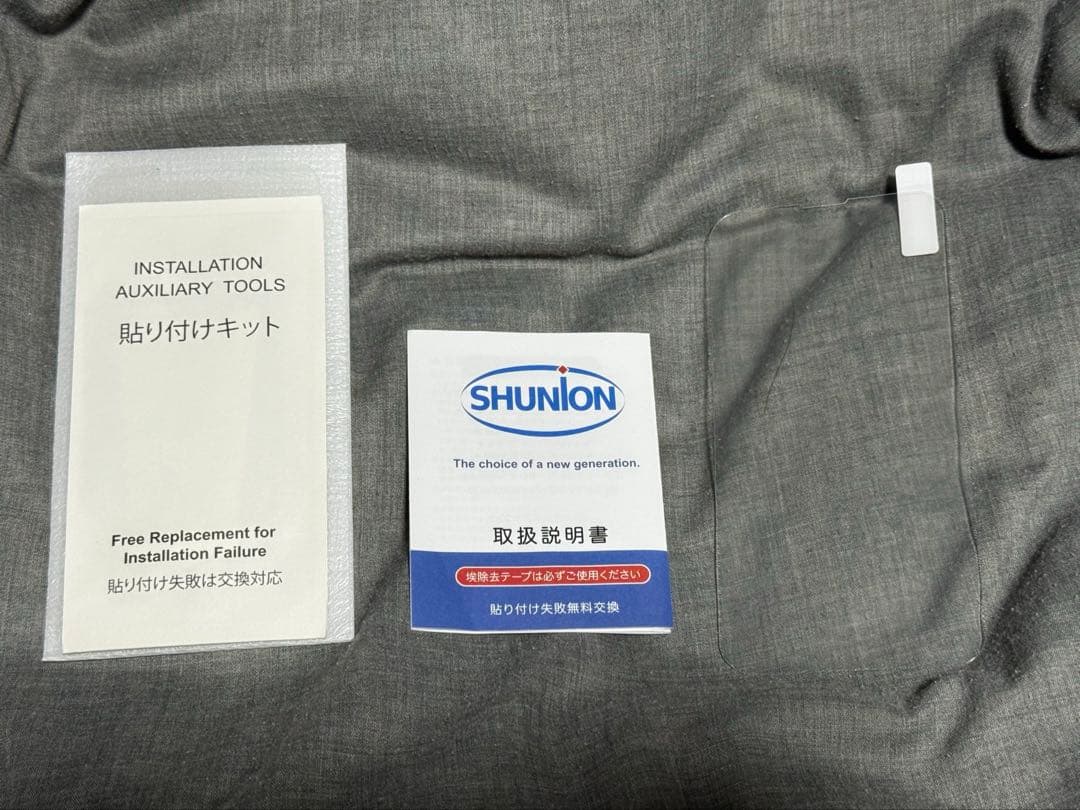 INSTALLATION
AUXILIARY TOOLS
貼り付けキット
Free Replacement for
Installation Failure
貼り付け失敗は交換対応
SHUNION
The choice of a new generation.
取扱説明書
埃除去テープは必ずご使用ください
貼り付け失敗無料交換